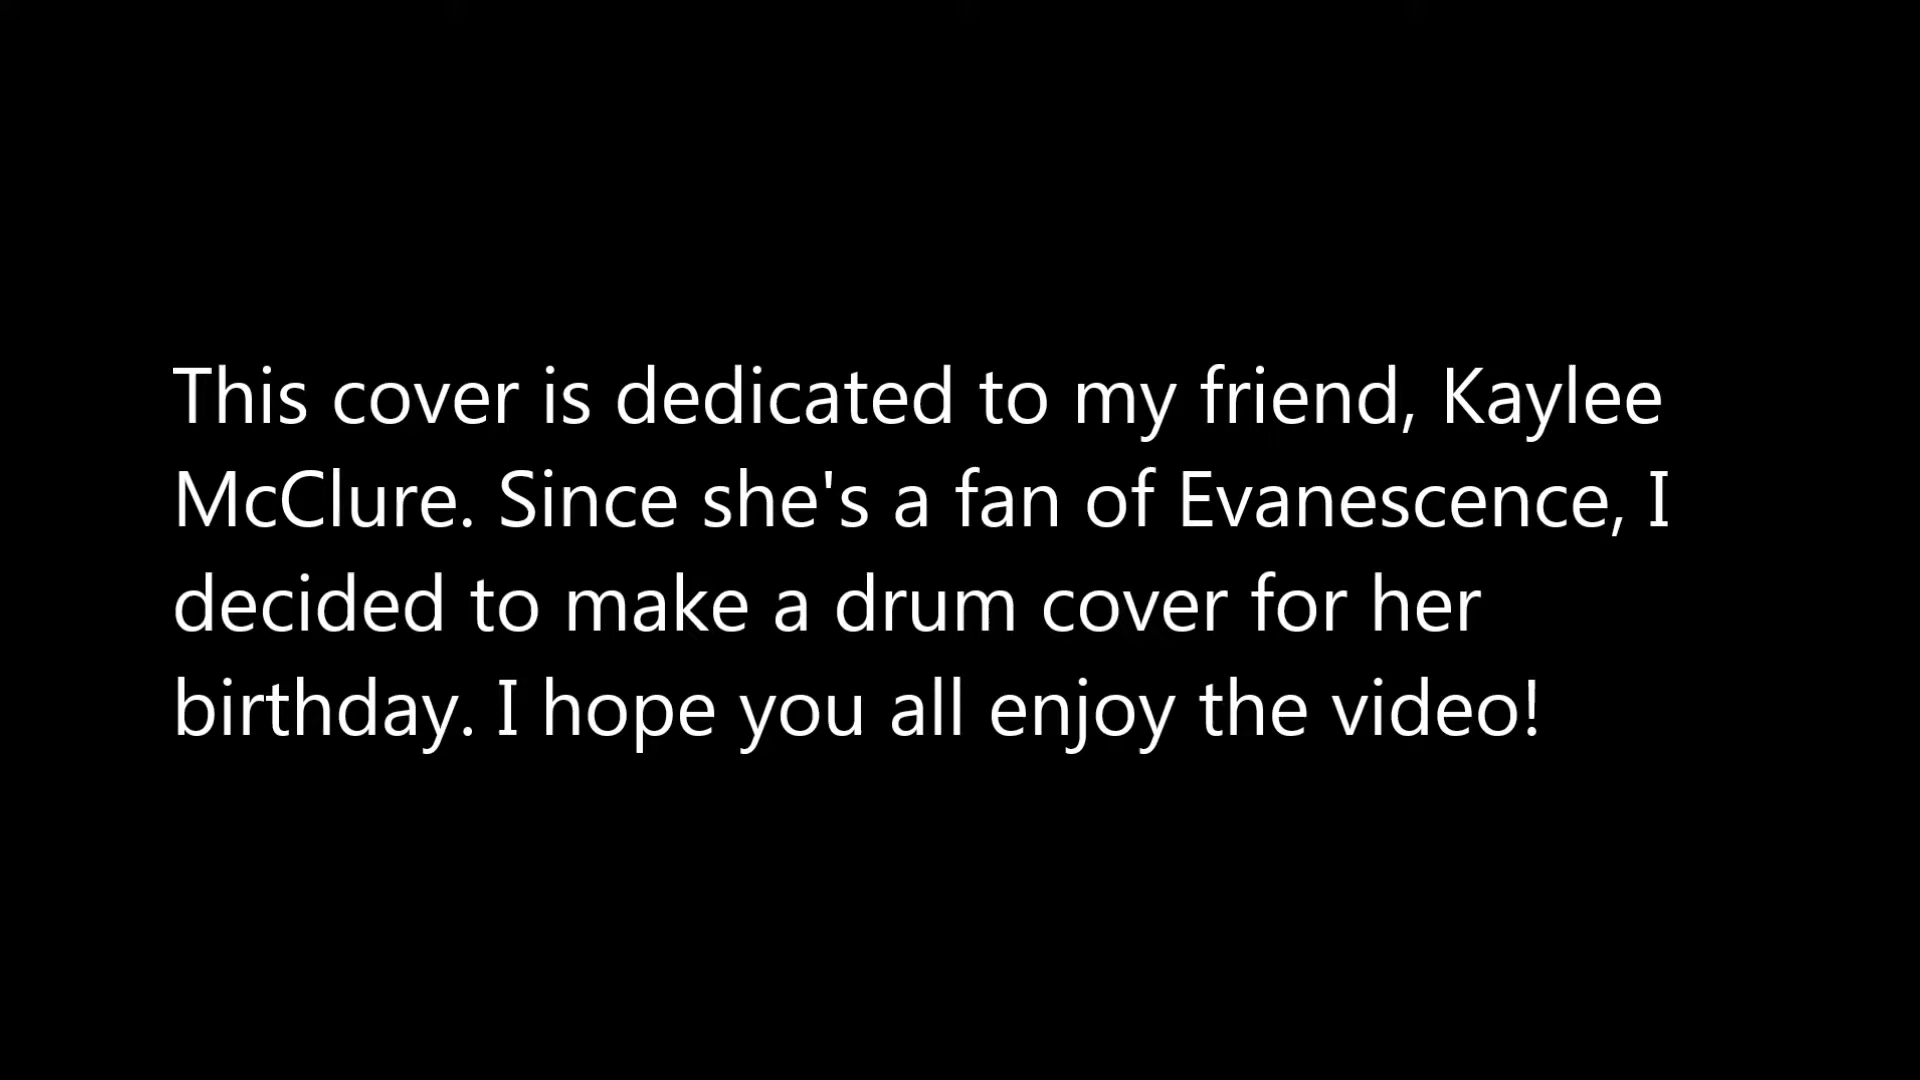 This cover is dedicated to my friend, Kaylee
McClure. Since she's a fan of Evanescence, I
decided to make a drum cover for her
birthday. I hope you all enjoy the video!